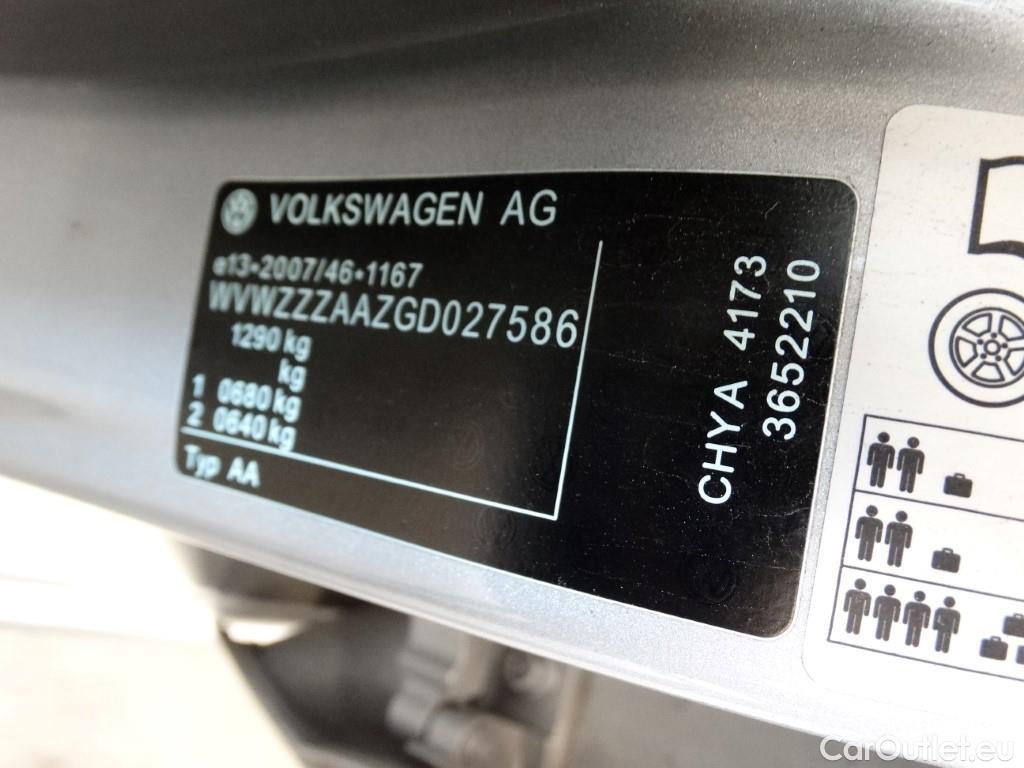 VOLKSWAGEN AG
e13*2007/46*1167
WVWZZZAAZGD027586
1290 kg
kg
1 0680 kg
2 0640 kg
Typ AA
CHYA 4173
3652210
CarOutlet.eu